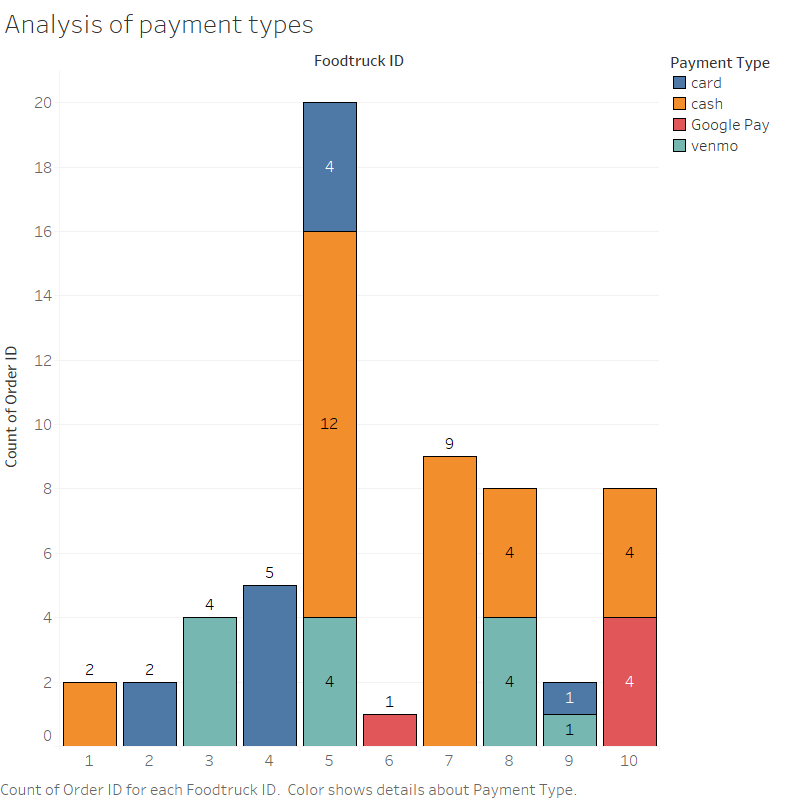 Analysis of payment types
Foodtruck ID
Payment Type
card
cash
Google Pay
venmo
Count of Order ID
20
18
16
14
12
10
8
6
4
2
0
2
2
4
5
4
12
4
1
9
4
4
1
1
4
4
1 2 3 4 5 6 7 8 9 10
Count of Order ID for each Foodtruck ID. Color shows details about Payment Type.